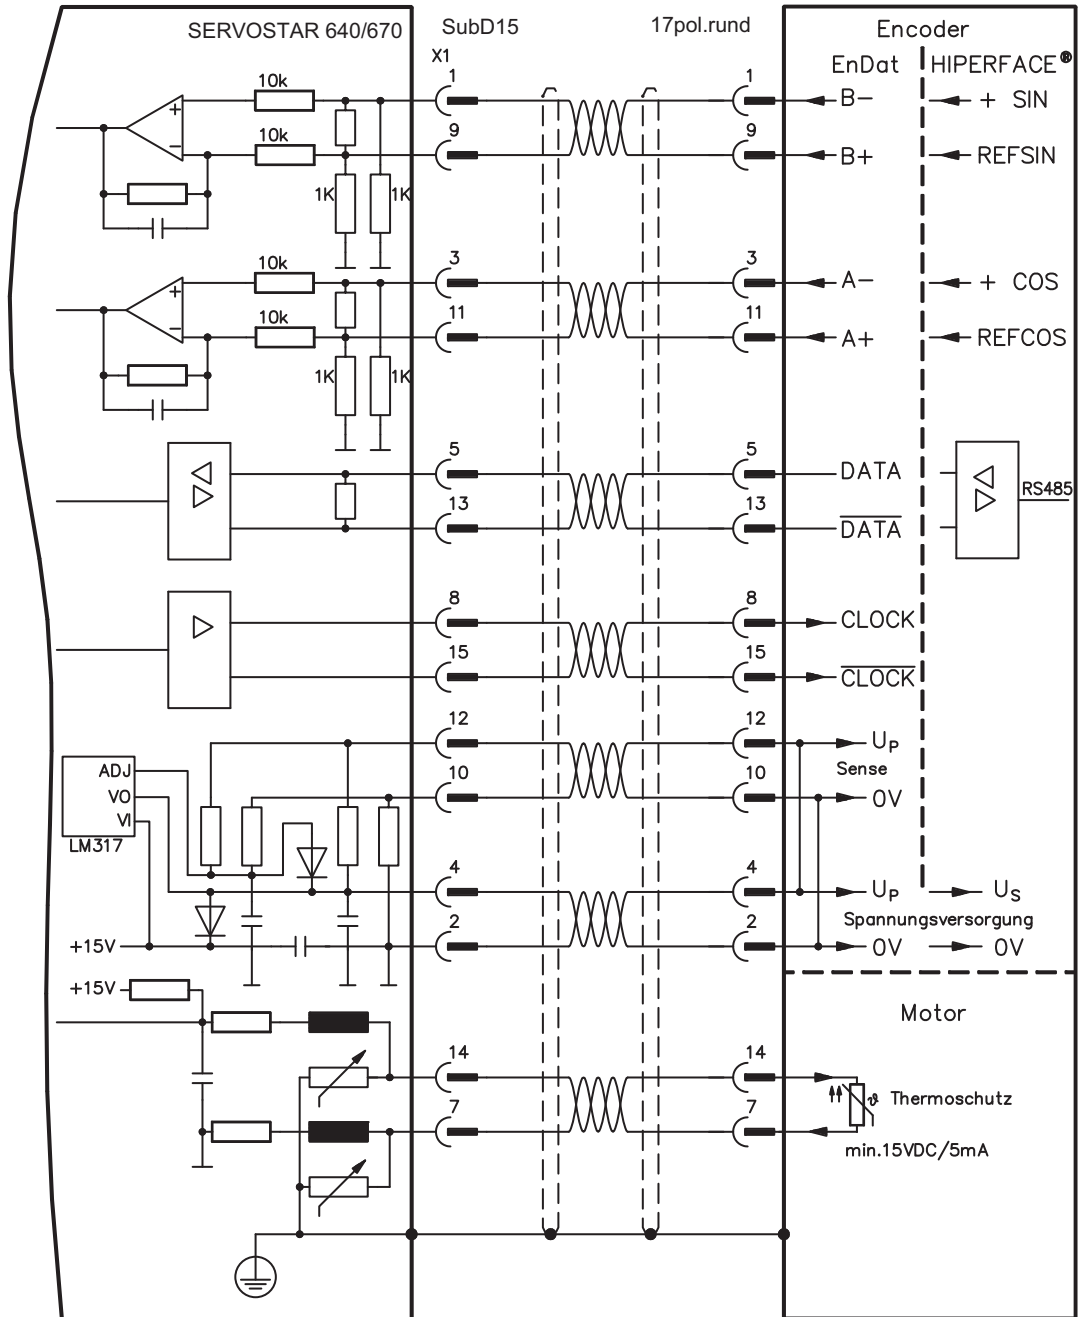 SERVOSTAR 640/670 SubD15 17pol.rund Encoder
X1 EnDat HIPERFACE®
10k 1 1 B- + SIN
+
-
10k 9 9 B+ REFSIN
1K 1K
10k 3 3 A- + COS
+
-
10k 11 11 A+ REFCOS
1K 1K
5 5 DATA
RS485
13 13 DATA
8 8 CLOCK
15 15 CLOCK
12 12 UP
ADJ Sense
VO 10 10 0V
VI
LM317
4 4 UP US
Spannungsversorgung
+15V 2 2 0V 0V
+15V
Motor
14 14
ϑ Thermoschutz
7 7
min.15VDC/5mA